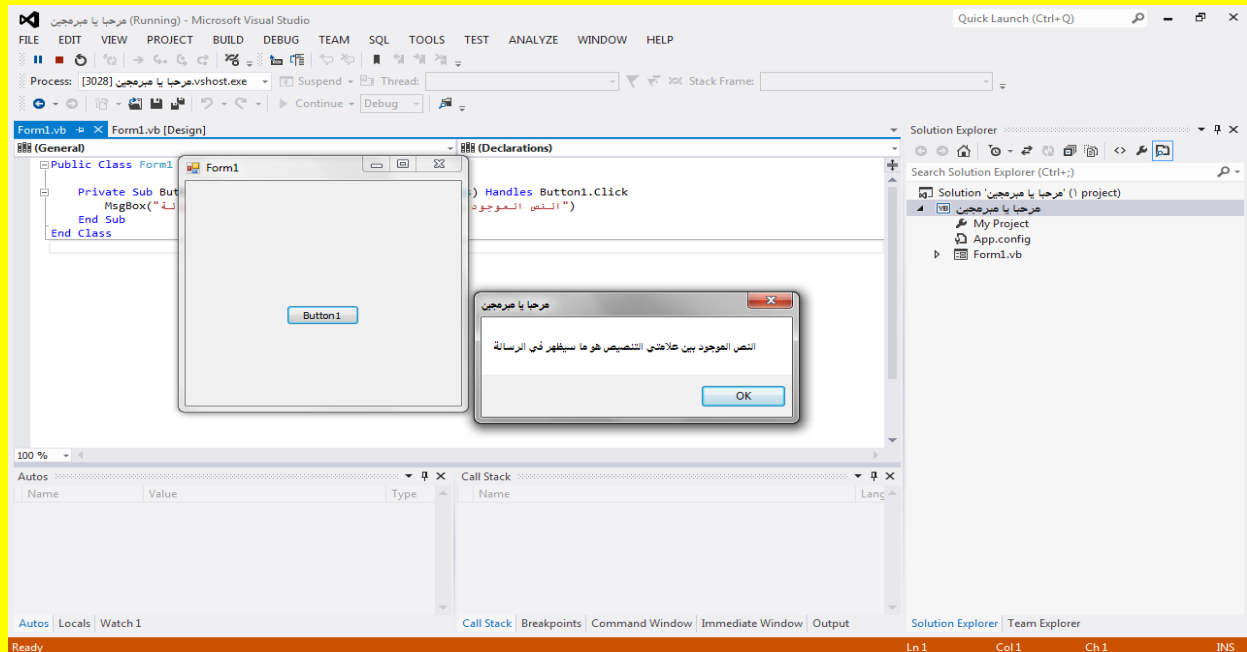 مرحبا يا مبرمجين (Running) - Microsoft Visual Studio
Quick Launch (Ctrl+Q)
FILE EDIT VIEW PROJECT BUILD DEBUG TEAM SQL TOOLS TEST ANALYZE WINDOW HELP
Process: [3028] مرحبا يا مبرمجين.vshost.exe Suspend Thread: Stack Frame:
Continue Debug
Form1.vb Form1.vb [Design]
(General) (Declarations)
Public Class Form1
Private Sub But
) Handles Button1.Click
MsgBox("
النص الموجود
")
End Sub
End Class
Form1
Button1
مرحبا يا مبرمجين
النص الموجود بين علامتي التنصيص هو ما سيظهر في الرسالة
OK
Solution Explorer
Search Solution Explorer (Ctrl+;)
Solution 'مرحبا يا مبرمجين' (١ project)
مرحبا يا مبرمجين
My Project
App.config
Form1.vb
100 %
Autos
Name Value Type
Call Stack
Name Lang
Autos Locals Watch 1
Call Stack Breakpoints Command Window Immediate Window Output
Solution Explorer Team Explorer
Ready Ln 1 Col 1 Ch 1 INS